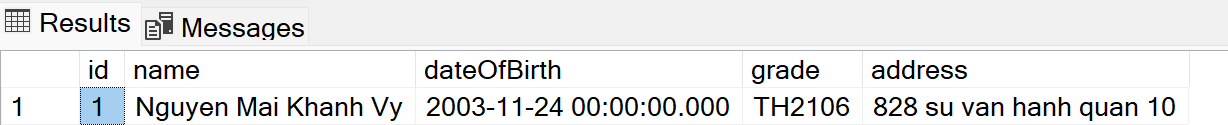 Results Messages
id name dateOfBirth grade address
1 1 Nguyen Mai Khanh Vy 2003-11-24 00:00:00.000 TH2106 828 su van hanh quan 10